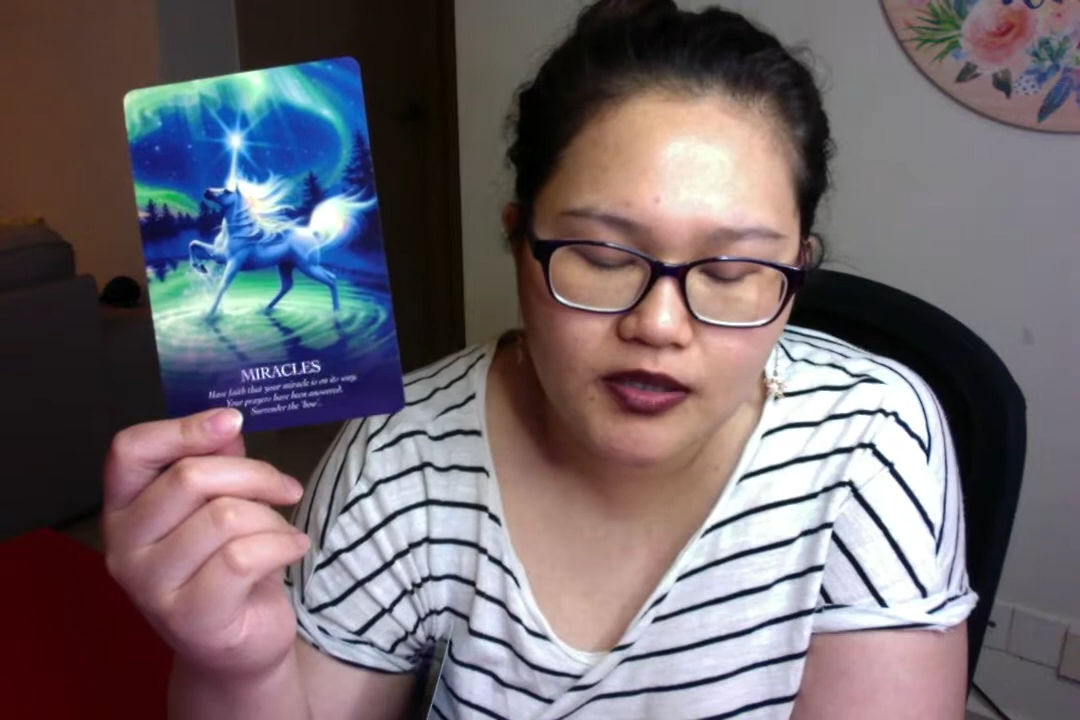 MIRACLES
Have faith that your miracle is on its way.
Your prayers have been answered.
Surrender the 'how'.